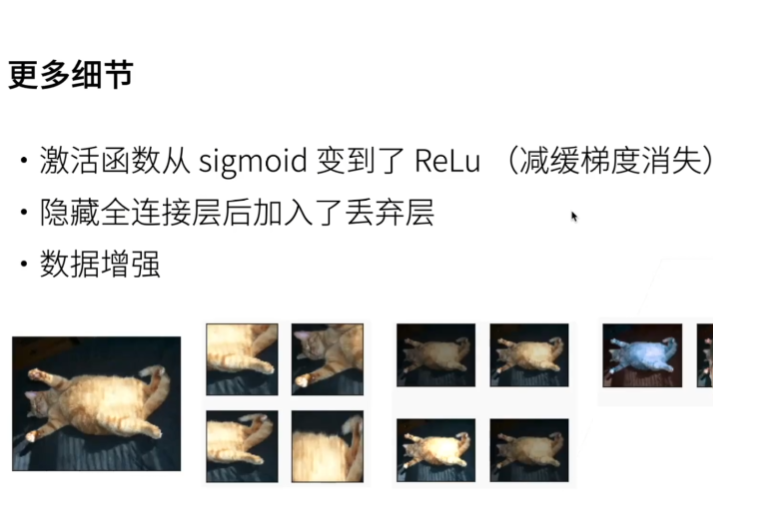 更多细节
• 激活函数从 sigmoid 变到了 ReLu （减缓梯度消失）
• 隐藏全连接层后加入了丢弃层
• 数据增强